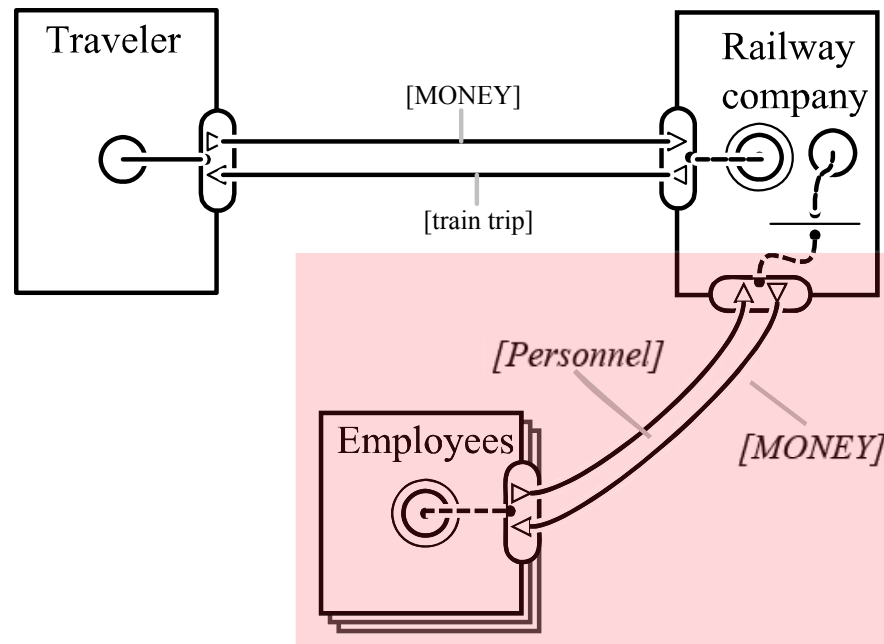 Traveler
Railway
company
[MONEY]
[train trip]
[Personnel]
[MONEY]
Employees